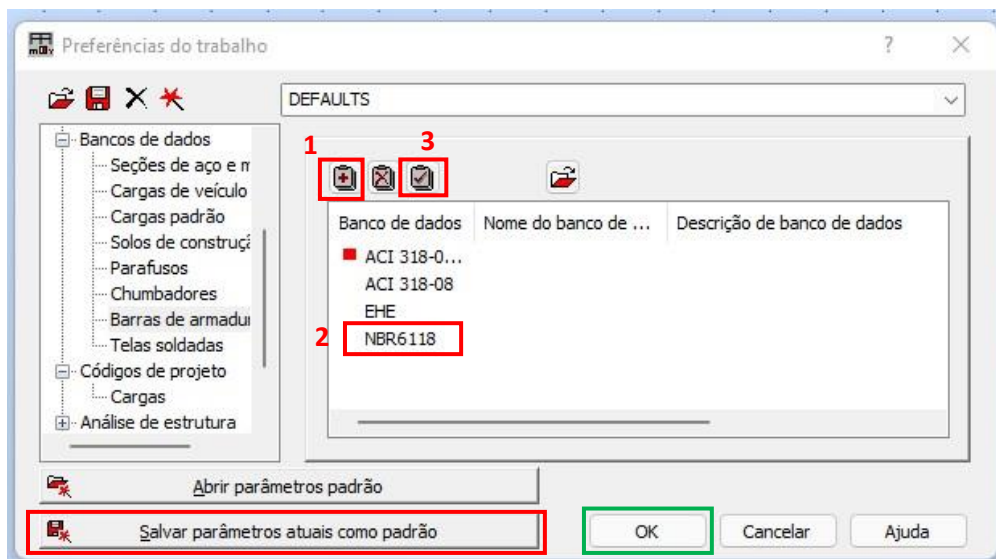 Preferências do trabalho
?
DEFAULTS
Bancos de dados
Seções de aço e m
Cargas de veículo
Cargas padrão
Solos de construçã
Parafusos
Chumbadores
Barras de armadu
Telas soldadas
Códigos de projeto
Cargas
Análise de estrutura
1
3
Banco de dados Nome do banco de ... Descrição de banco de dados
ACI 318-0...
ACI 318-08
EHE
2 NBR6118
Abrir parâmetros padrão
Salvar parâmetros atuais como padrão
OK Cancelar Ajuda